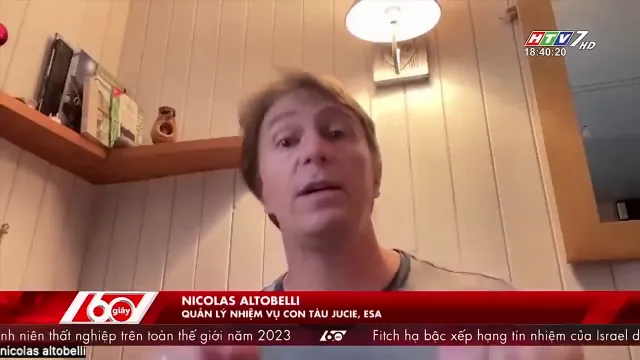 HTV7 HD
18:40:20
60 giây
NICOLAS ALTOBELLI
QUẢN LÝ NHIỆM VỤ CON TÀU JUCIE, ESA
nh niên thất nghiệp trên toàn thế giới năm 2023 60 Fitch hạ bậc xếp hạng tín nhiệm của Israel d
nicolas altobelli